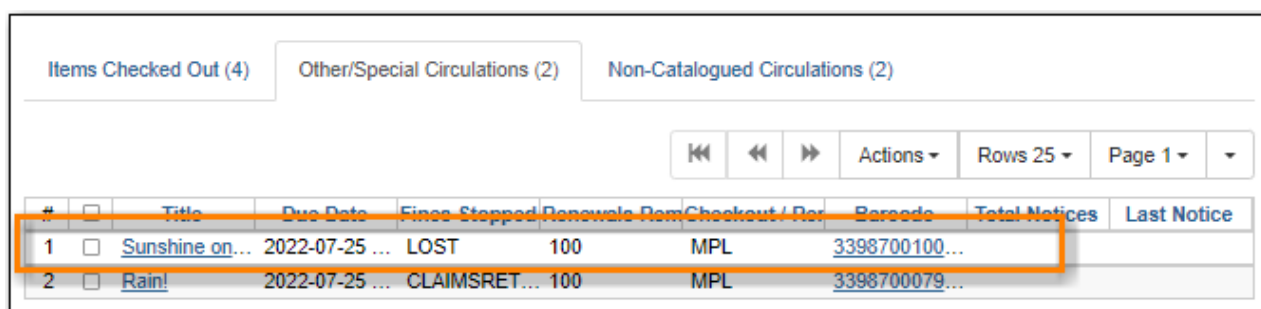 Items Checked Out (4) Other/Special Circulations (2) Non-Catalogued Circulations (2)
Actions Rows 25 Page 1
# Title Due Date Fines Stopped Renewals Rem Checkout / Ren Barcode Total Notices Last Notice
1 Sunshine on... 2022-07-25 ... LOST 100 MPL 3398700100...
2 Rain! 2022-07-25 ... CLAIMSRET... 100 MPL 3398700079...